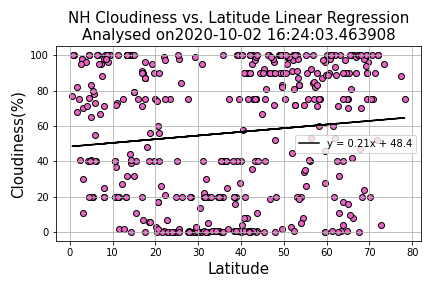 NH Cloudiness vs. Latitude Linear Regression
Analysed on2020-10-02 16:24:03.463908
100
80
60
40
20
0
Cloudiness(%)
y = 0.21x + 48.4
0 10 20 30 40 50 60 70 80
Latitude